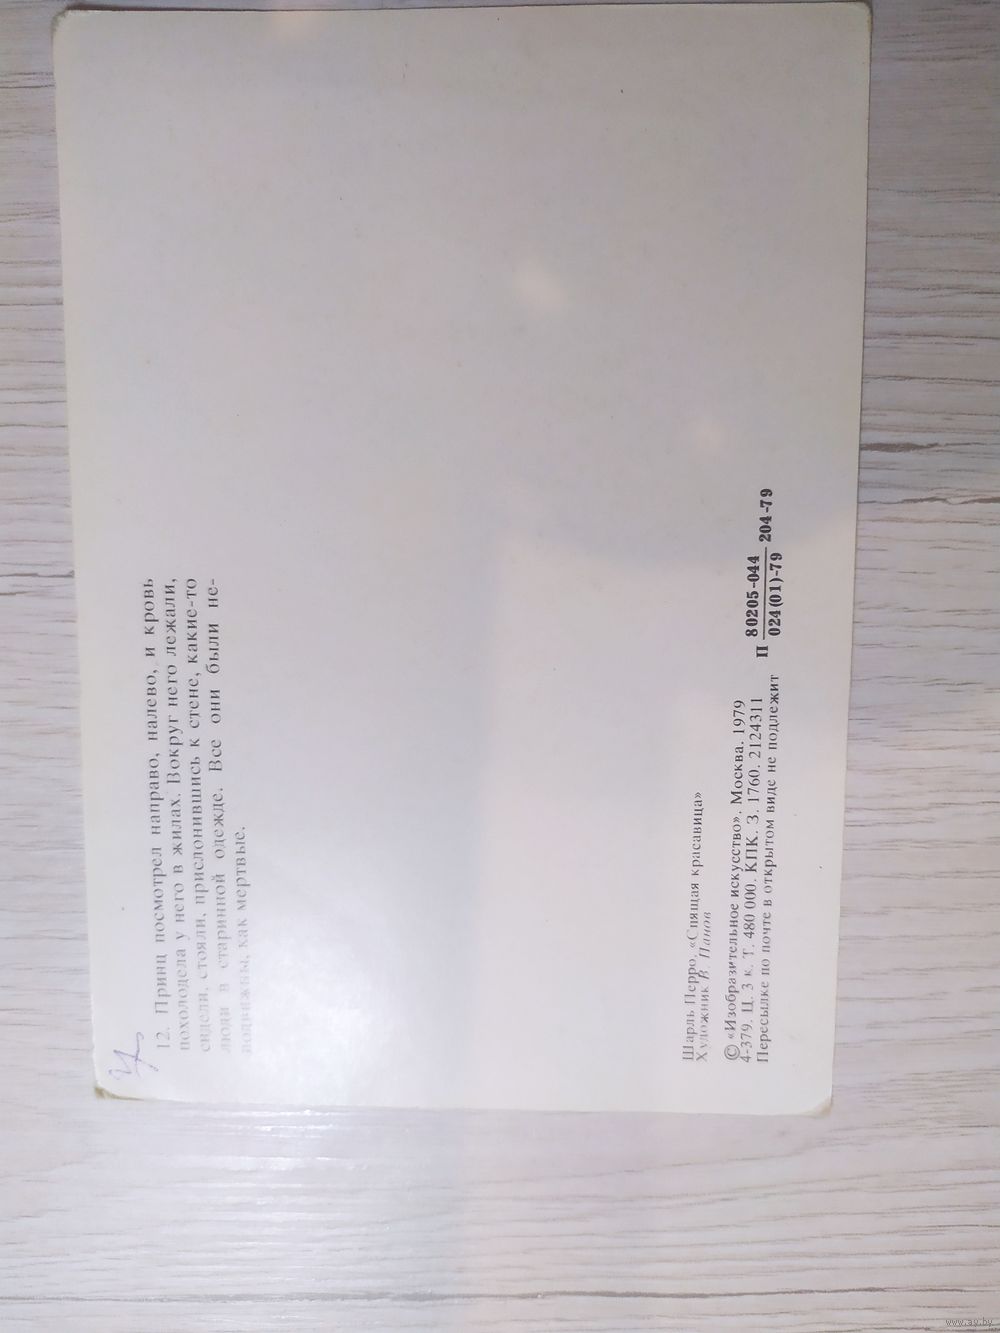 12. Принц посмотрел направо, налево, и кровь
похолодела у него в жилах. Вокруг него лежали,
сидели, стояли, прислонившись к стене, какие-то
люди в старинной одежде. Все они были не-
подвижны, как мертвые.
Шарль Перро, «Спящая красавица»
Художник В. Панов
© «Изобразительное искусство». Москва. 1979
4-379. Ц. 3 к. Т. 480 000. КПК. З. 1760. 2124311
Пересылке по почте в открытом виде не подлежит
П 80205-044 204-79
024(01)-79
www.ay.by